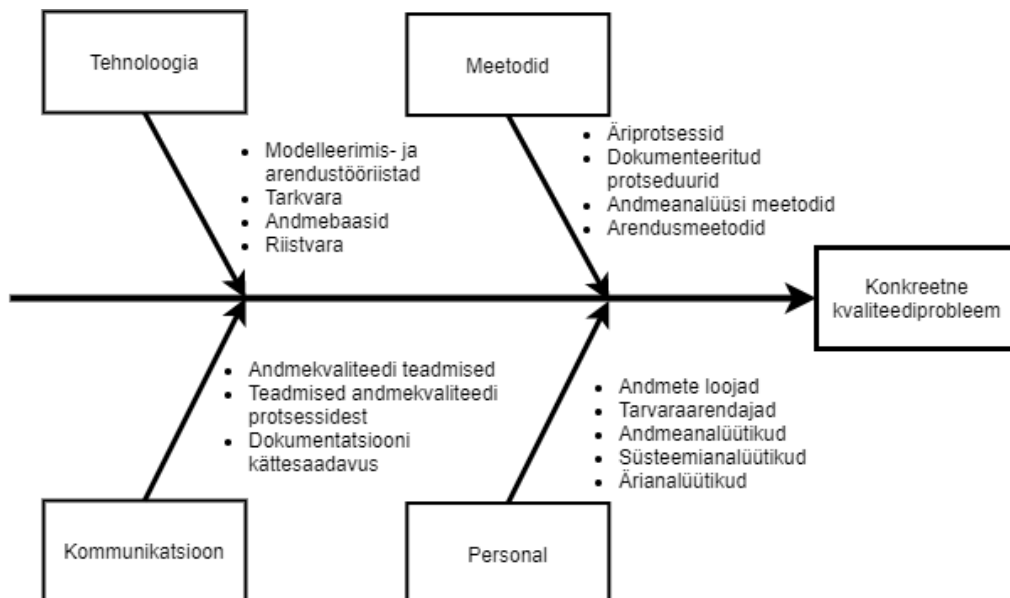 Tehnoloogia
Meetodid
• Modelleerimis- ja
arendustööriistad
• Tarkvara
• Andmebaasid
• Riistvara
• Äriprotsessid
• Dokumenteeritud
protseduurid
• Andmeanalüüsi meetodid
• Arendusmeetodid
Konkreetne
kvaliteediprobleem
• Andmekvaliteedi teadmised
• Teadmised andmekvaliteedi
protsessidest
• Dokumentatsiooni
kättesaadavus
• Andmete loojad
• Tarvaraarendajad
• Andmeanalüütikud
• Süsteemianalüütikud
• Ärianalüütikud
Kommunikatsioon
Personal